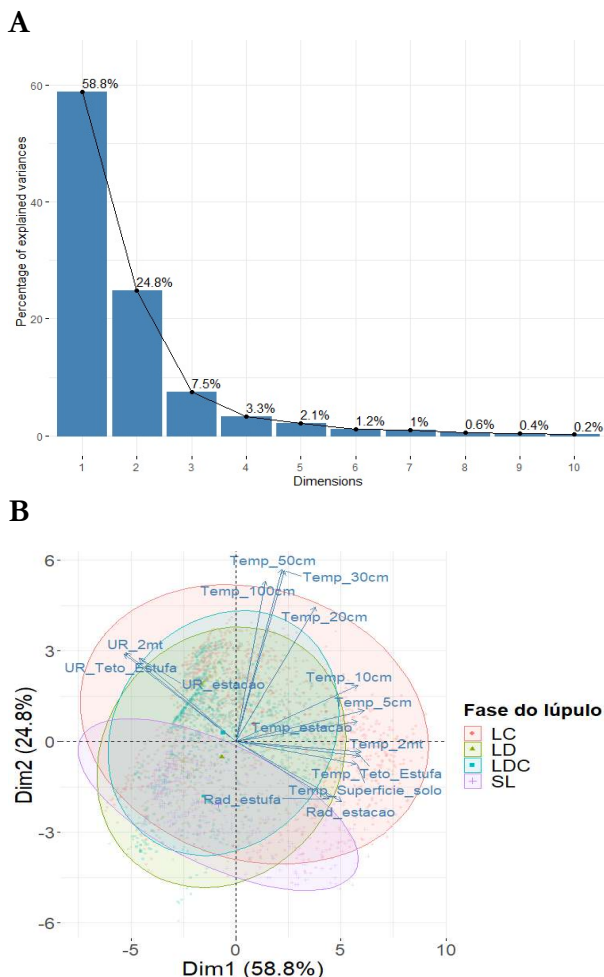 A
58.8%
60
40
24.8%
20
7.5%
3.3%
2.1%
1.2%
1%
0.6%
0.4%
0.2%
0
1 2 3 4 5 6 7 8 9 10
Percentage of explained variances
Dimensions
B
6
Temp_50cm
Temp_30cm
Temp_100cm
Temp_20cm
3
UR_2mt
UR_Teto_Estufa
UR_estacao
Temp_10cm
Temp_5cm
Temp_estacao
0
Temp_2mt
Temp_Teto_Estufa
Temp_Superficie_solo
Rad_estufa
Rad_estacao
-3
-6
-5 0 5 10
Dim2 (24.8%)
Dim1 (58.8%)
Fase do lúpulo
LC
LD
LDC
SL